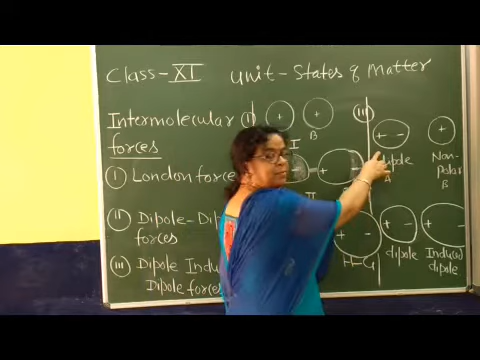 Class-XI Unit - States of Matter
Intermolecular
forces
(i) London force
(ii) Dipole-Di
forces
(iii) Dipole Indu
Dipole forces
(i) + +
B
I
+
II
H-Cl
(iii) + - +
dipole Non-
A Polar
B
+ - + -
dipole Induced
dipole